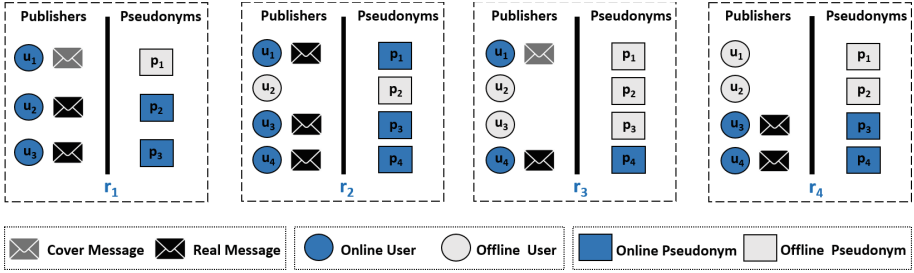 Publishers Pseudonyms
u1 p1
u2 p2
u3 p3
r1
Publishers Pseudonyms
u1 p1
u2 p2
u3 p3
u4 p4
r2
Publishers Pseudonyms
u1 p1
u2 p2
u3 p3
u4 p4
r3
Publishers Pseudonyms
u1 p1
u2 p2
u3 p3
u4 p4
r4
Cover Message Real Message
Online User Offline User
Online Pseudonym Offline Pseudonym